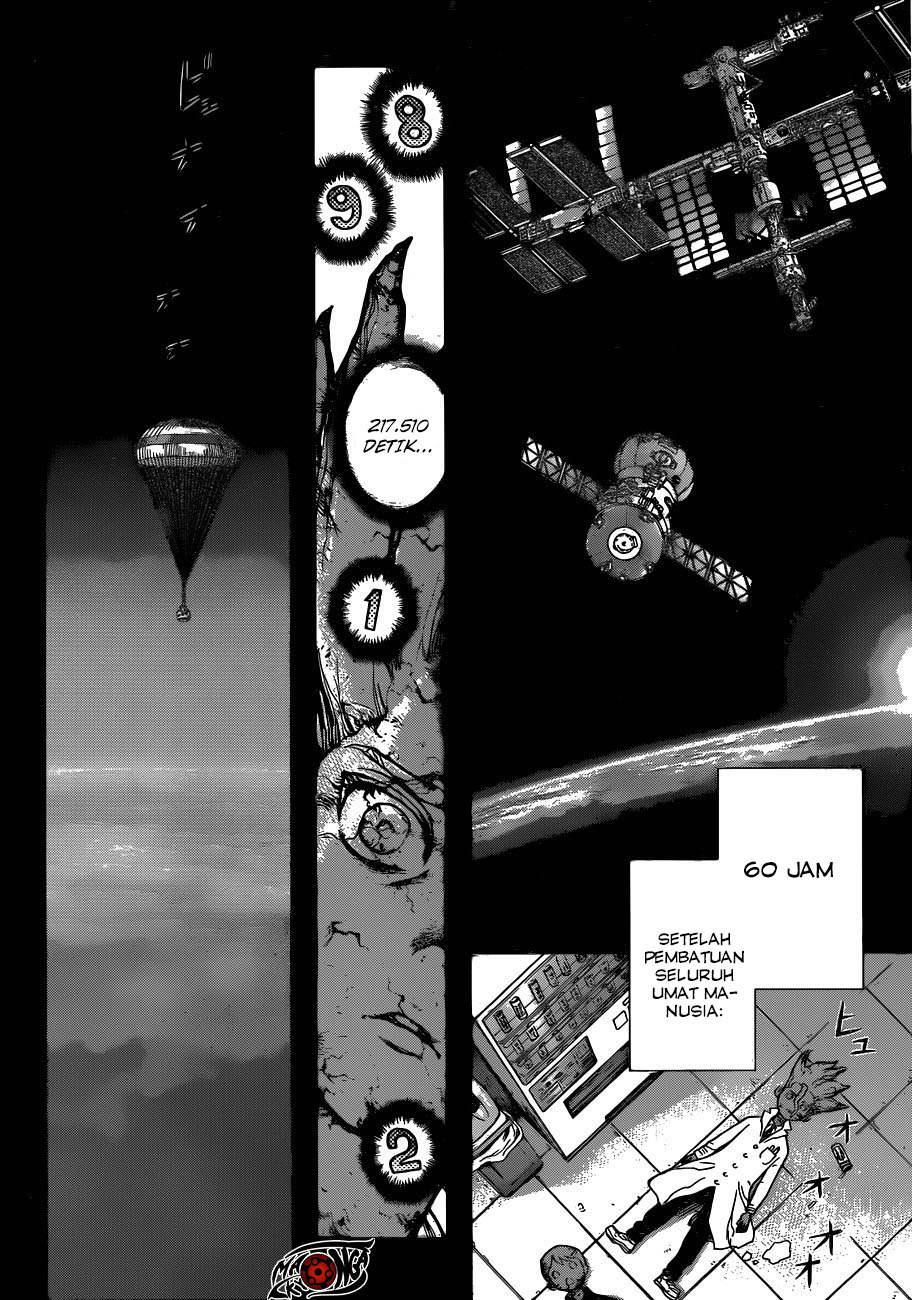 60 JAM
SETELAH
PEMBATUAN
SELURUH
UMAT MA-
NUSIA:
ヒュ
オ
オ
オ
8
9
217.510
DETIK...
1
2